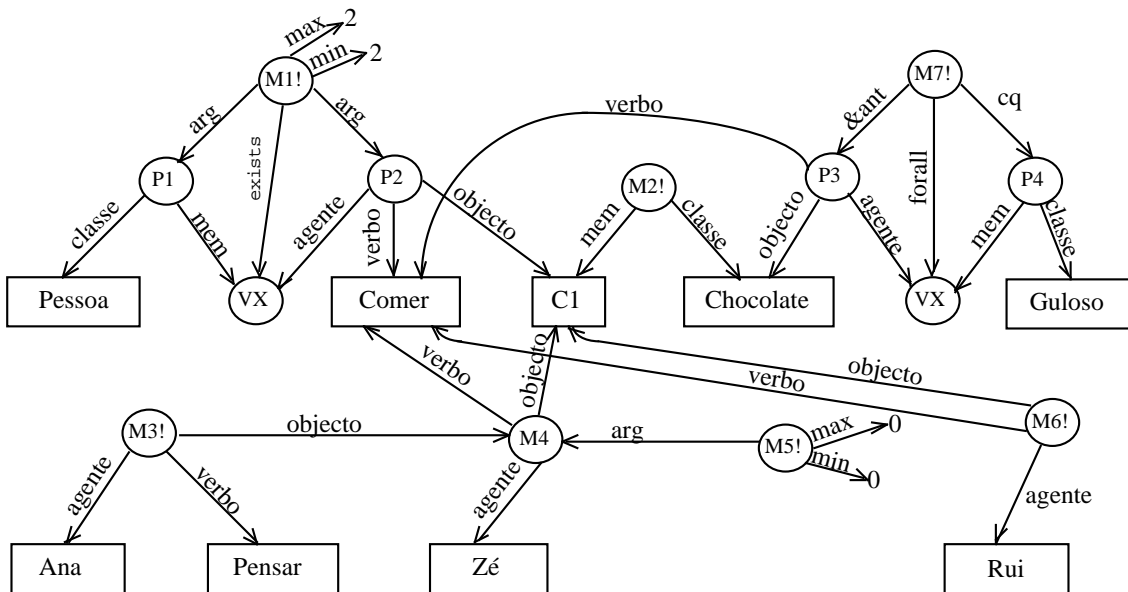 max 2
min 2
M1! M7!
arg arg verbo &ant cq
exists forall
P1 P2 M2! P3 P4
classe mem agente verbo objecto mem classe objecto agente mem classe
Pessoa VX Comer C1 Chocolate VX Guloso
verbo objecto verbo objecto
M3! objecto M4 arg M5! max 0 M6!
min 0
agente verbo agente agente
Ana Pensar Zé Rui